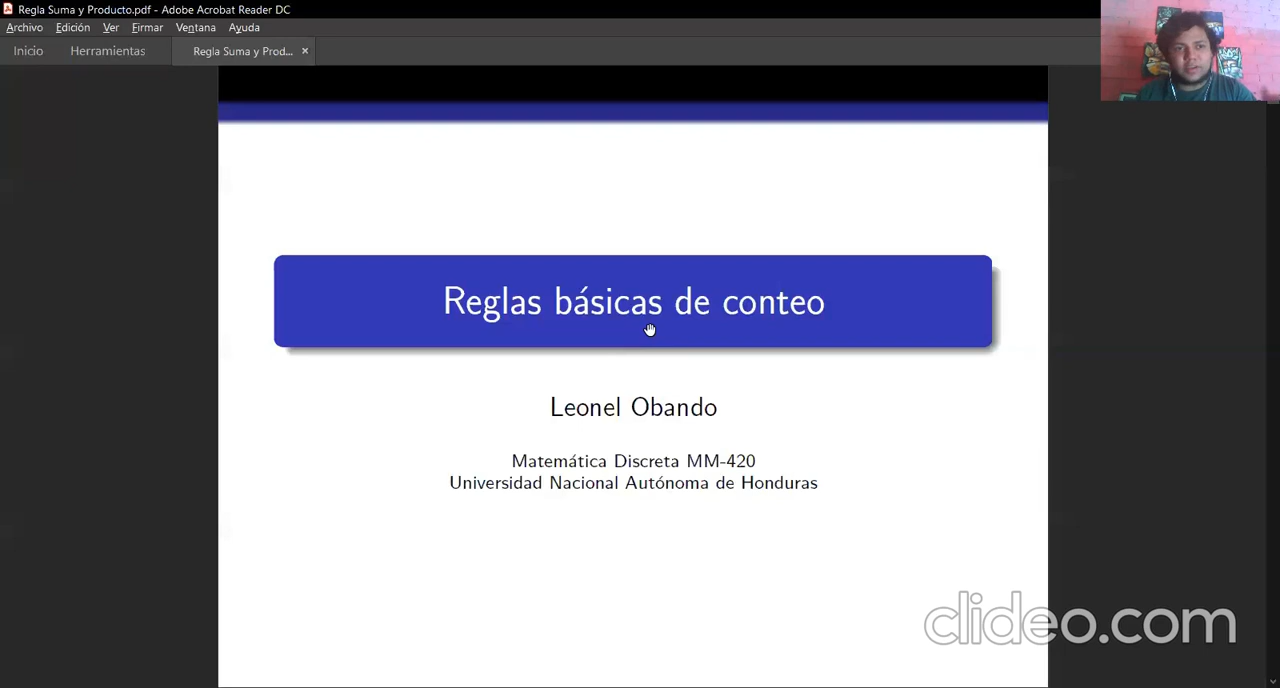 Regla Suma y Producto.pdf - Adobe Acrobat Reader DC
Archivo Edición Ver Firmar Ventana Ayuda
Inicio Herramientas Regla Suma y Prod... ×
Reglas básicas de conteo
Leonel Obando
Matemática Discreta MM-420
Universidad Nacional Autónoma de Honduras
clideo.com